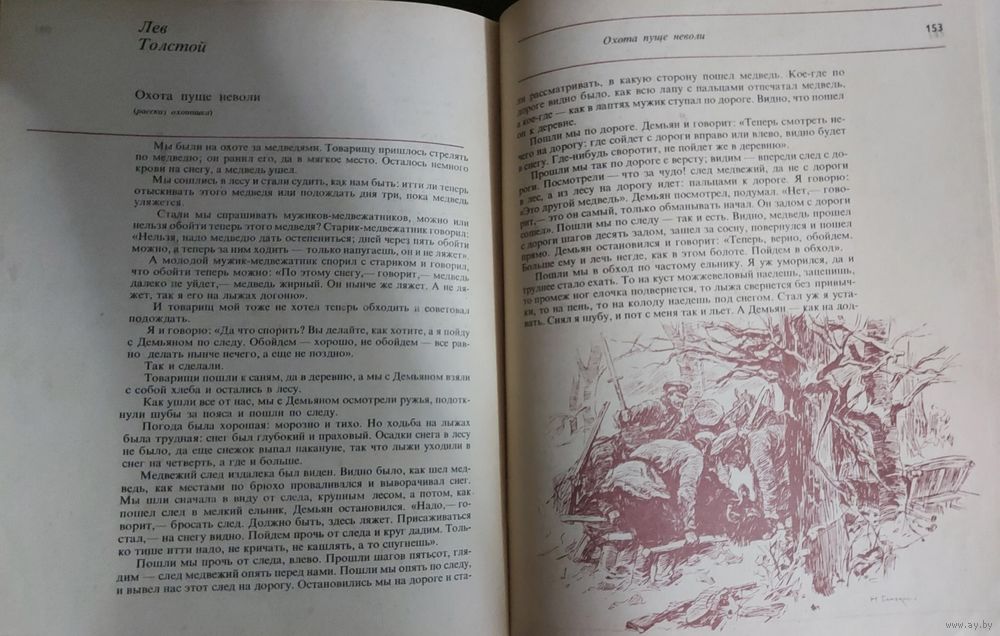 Лев
Толстой
Охота пуще неволи
(рассказ охотника)
Мы были на охоте за медведями. Товарищу пришлось стрелять
по медведю; он ранил его, да в мягкое место. Осталось немного
крови на снегу, а медведь ушел.
Мы сошлись в лесу и стали судить, как нам быть: итти ли теперь
отыскивать этого медведя или подождать дня три, пока медведь
уляжется.
Стали мы спрашивать мужиков-медвежатников, можно или
нельзя обойти теперь этого медведя? Старик-медвежатник говорил:
«Нельзя, надо медведю дать остепениться; дней через пять обойти
можно, а теперь за ним ходить — только напугаешь, он и не ляжет».
А молодой мужик-медвежатник спорил с стариком и говорил,
что обойти теперь можно: «По этому снегу,— говорит,— медведь
далеко не уйдет,— медведь жирный. Он нынче же ляжет. А не ля-
жет, так я его на лыжах догоню».
И товарищ мой тоже не хотел теперь обходить и советовал
подождать.
Я и говорю: «Да что спорить? Вы делайте, как хотите, а я пойду
с Демьяном по следу. Обойдем — хорошо, не обойдем — все рав-
но делать нынче нечего, а еще не поздно».
Так и сделали.
Товарищи пошли к саням, да в деревню, а мы с Демьяном взяли
с собой хлеба и остались в лесу.
Как ушли все от нас, мы с Демьяном осмотрели ружья, подотк-
нули шубы за пояса и пошли по следу.
Погода была хорошая: морозно и тихо. Но ходьба на лыжах
была трудная: снег был глубокий и праховый. Осадки снега в лесу
не было, да еще снежок выпал накануне, так что лыжи уходили в
снег на четверть, а где и больше.
Медвежий след издалека был виден. Видно было, как шел мед-
ведь, как местами по брюхо проваливался и выворачивал снег.
Мы шли сначала в виду от следа, крупным лесом, а потом, как
пошел след в мелкий ельник, Демьян остановился. «Надо,— го-
ворит,— бросать след. Должно быть, здесь ляжет. Присаживаться
стал,— на снегу видно. Пойдем прочь от следа и круг дадим. Толь-
ко тише итти надо, не кричать, не кашлять, а то спугнешь».
Пошли мы прочь от следа, влево. Прошли шагов пятьсот, гля-
дим — след медвежий опять перед нами. Пошли мы опять по следу,
и вывел нас этот след на дорогу. Остановились мы на дороге и ста-
Охота пуще неволи
153
ли рассматривать, в какую сторону пошел медведь. Кое-где по
дороге видно было, как всю лапу с пальцами отпечатал медведь,
а кое-где — как в лаптях мужик ступал по дороге. Видно, что пошел
он к деревне.
Пошли мы по дороге. Демьян и говорит: «Теперь смотреть не-
чего на дорогу; где сойдет с дороги вправо или влево, видно будет
в снегу. Где-нибудь своротит, не пойдет же в деревню».
Прошли мы так по дороге с версту; видим — впереди след с до-
роги. Посмотрели — что за чудо! след медвежий, да не с дороги
в лес, а из лесу на дорогу идет: пальцами к дороге. Я говорю:
«Это другой медведь». Демьян посмотрел, подумал. «Нет,— гово-
рит,— это он самый, только обманывать начал. Он задом с дороги
сошел». Пошли мы по следу — так и есть. Видно, медведь прошел
с дороги шагов десять задом, зашел за сосну, повернулся и пошел
прямо. Демьян остановился и говорит: «Теперь, верно, обойдем.
Больше ему и лечь негде, как в этом болоте. Пойдем в обход».
Пошли мы в обход по частому ельнику. Я уж уморился, да и
труднее стало ехать. То на куст можжевеловый наедешь, зацепишь,
то промеж ног елочка подвернется, то лыжа свернется без привыч-
ки, то на пень, то на колоду наедешь под снегом. Стал уж я уста-
вать. Снял я шубу, и пот с меня так и льет. А Демьян — как на лод-
www.ay.by